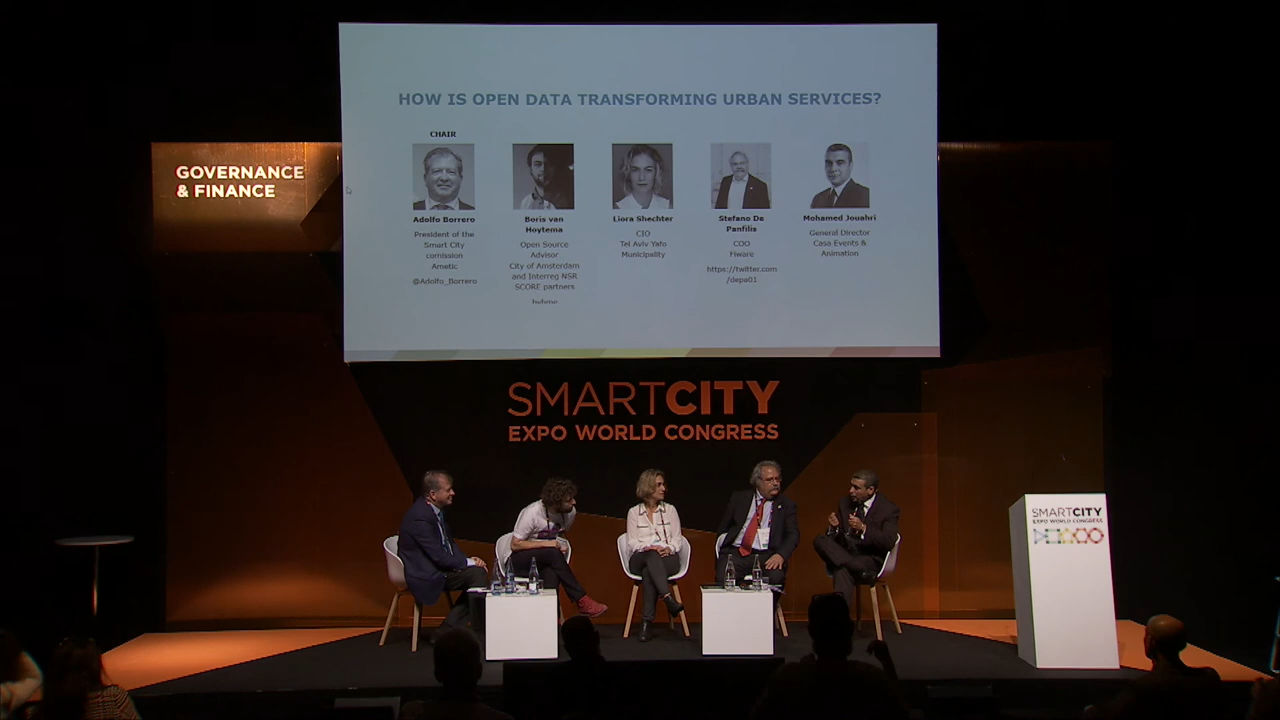 HOW IS OPEN DATA TRANSFORMING URBAN SERVICES?
CHAIR
Adolfo Borrero
President of the
Smart City
comission
Ametic
@Adolfo_Borrero
Boris van
Hoytema
Open Source
Advisor
City of Amsterdam
and Interreg NSR
SCORE partners
Liora Shechter
CIO
Tel Aviv Yafo
Municipality
Stefano De
Panfilis
COO
Fiware
https://twitter.com
/depa01
Mohamed Jouahri
General Director
Casa Events &
Animation
GOVERNANCE
& FINANCE
SMARTCITY
EXPO WORLD CONGRESS
SMARTCITY
EXPO WORLD CONGRESS